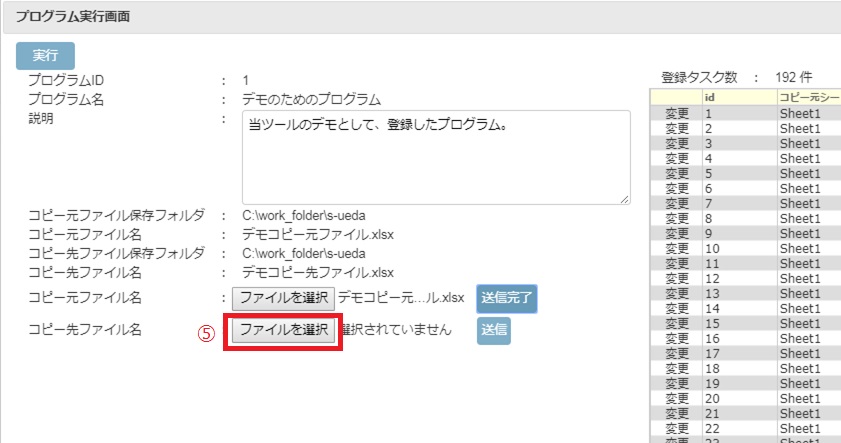 プログラム実行画面
実行
プログラムID : 1
プログラム名 : デモのためのプログラム
説明 : 当ツールのデモとして、登録したプログラム。
コピー元ファイル保存フォルダ : C:\work_folder\s-ueda
コピー元ファイル名 : デモコピー元ファイル.xlsx
コピー先ファイル保存フォルダ : C:\work_folder\s-ueda
コピー先ファイル名 : デモコピー先ファイル.xlsx
コピー元ファイル名 : ファイルを選択 デモコピー元...ル.xlsx 送信完了
コピー先ファイル名 ⑤ ファイルを選択 選択されていません 送信
登録タスク数 : 192 件
id コピー元シー
変更 1 Sheet1
変更 2 Sheet1
変更 3 Sheet1
変更 4 Sheet1
変更 5 Sheet1
変更 6 Sheet1
変更 7 Sheet1
変更 8 Sheet1
変更 9 Sheet1
変更 10 Sheet1
変更 11 Sheet1
変更 12 Sheet1
変更 13 Sheet1
変更 14 Sheet1
変更 15 Sheet1
変更 16 Sheet1
変更 17 Sheet1
変更 18 Sheet1
変更 19 Sheet1
変更 20 Sheet1
変更 21 Sheet1
変更 22 Sheet1